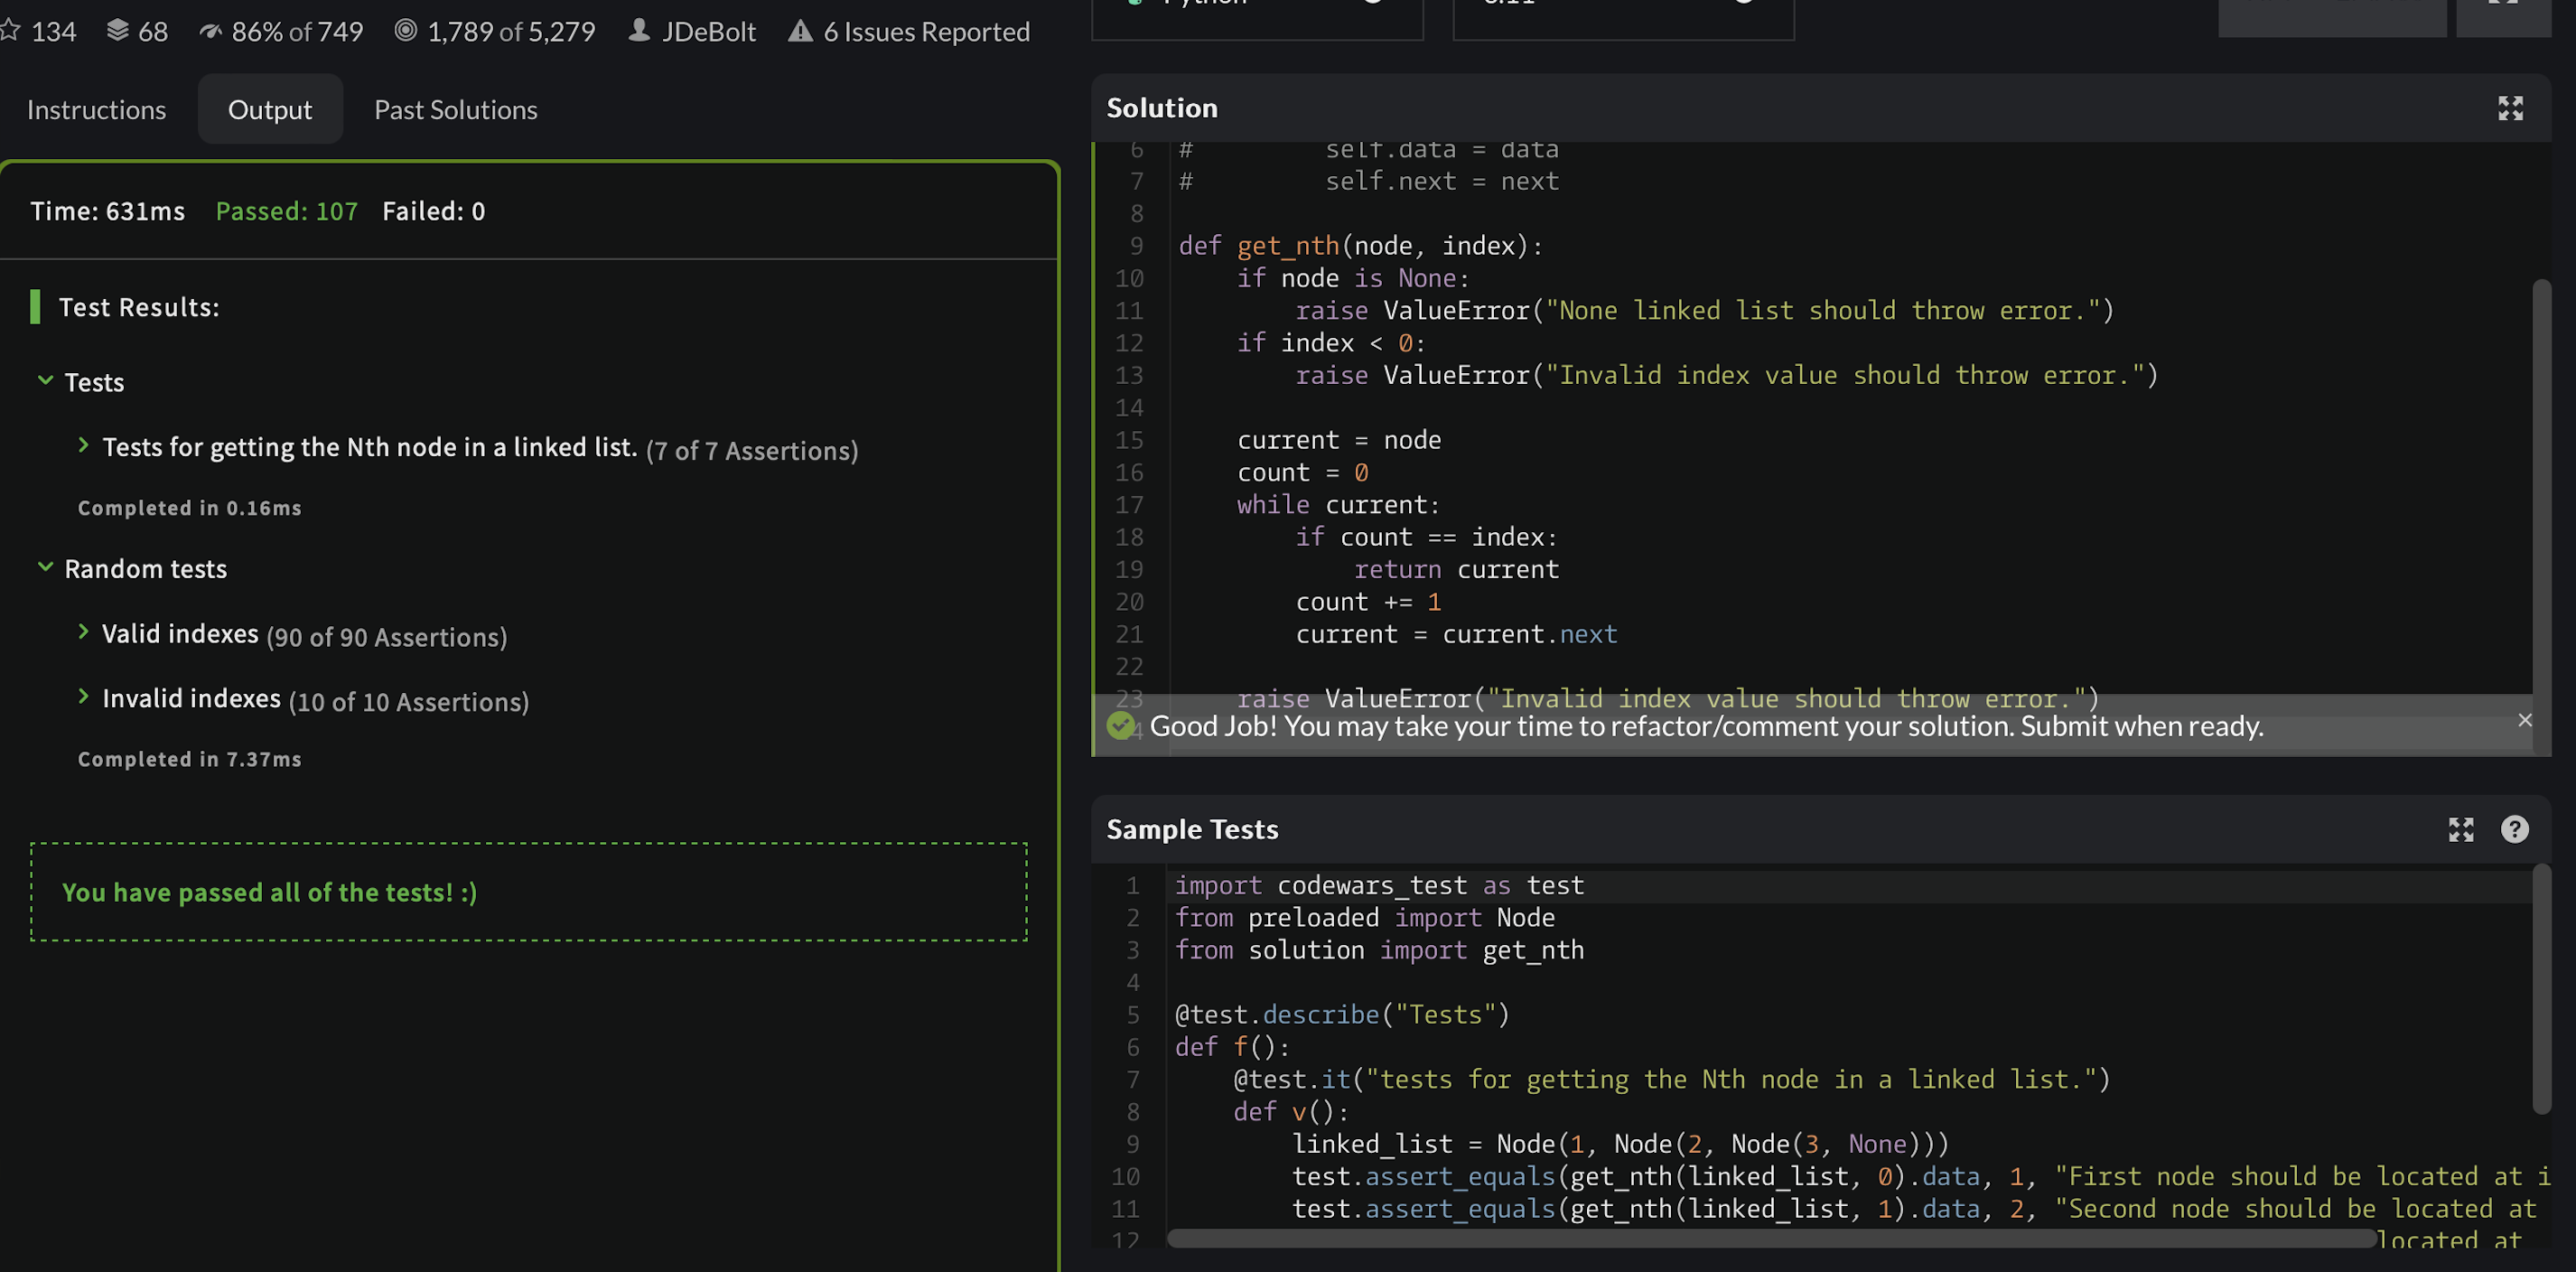 134 68 86% of 749 1,789 of 5,279 JDeBolt 6 Issues Reported
Python
3.11
Instructions Output Past Solutions
Time: 631ms Passed: 107 Failed: 0
Test Results:
Tests
Tests for getting the Nth node in a linked list. (7 of 7 Assertions)
Completed in 0.16ms
Random tests
Valid indexes (90 of 90 Assertions)
Invalid indexes (10 of 10 Assertions)
Completed in 7.37ms
You have passed all of the tests! :)
Solution
6 #         self.data = data
7 #         self.next = next
8
9 def get_nth(node, index):
10     if node is None:
11         raise ValueError("None linked list should throw error.")
12     if index < 0:
13         raise ValueError("Invalid index value should throw error.")
14
15     current = node
16     count = 0
17     while current:
18         if count == index:
19             return current
20         count += 1
21         current = current.next
22
23     raise ValueError("Invalid index value should throw error.")
24
Good Job! You may take your time to refactor/comment your solution. Submit when ready.
Sample Tests
1 import codewars_test as test
2 from preloaded import Node
3 from solution import get_nth
4
5 @test.describe("Tests")
6 def f():
7     @test.it("tests for getting the Nth node in a linked list.")
8     def v():
9         linked_list = Node(1, Node(2, Node(3, None)))
10         test.assert_equals(get_nth(linked_list, 0).data, 1, "First node should be located at i
11         test.assert_equals(get_nth(linked_list, 1).data, 2, "Second node should be located at
12 located at